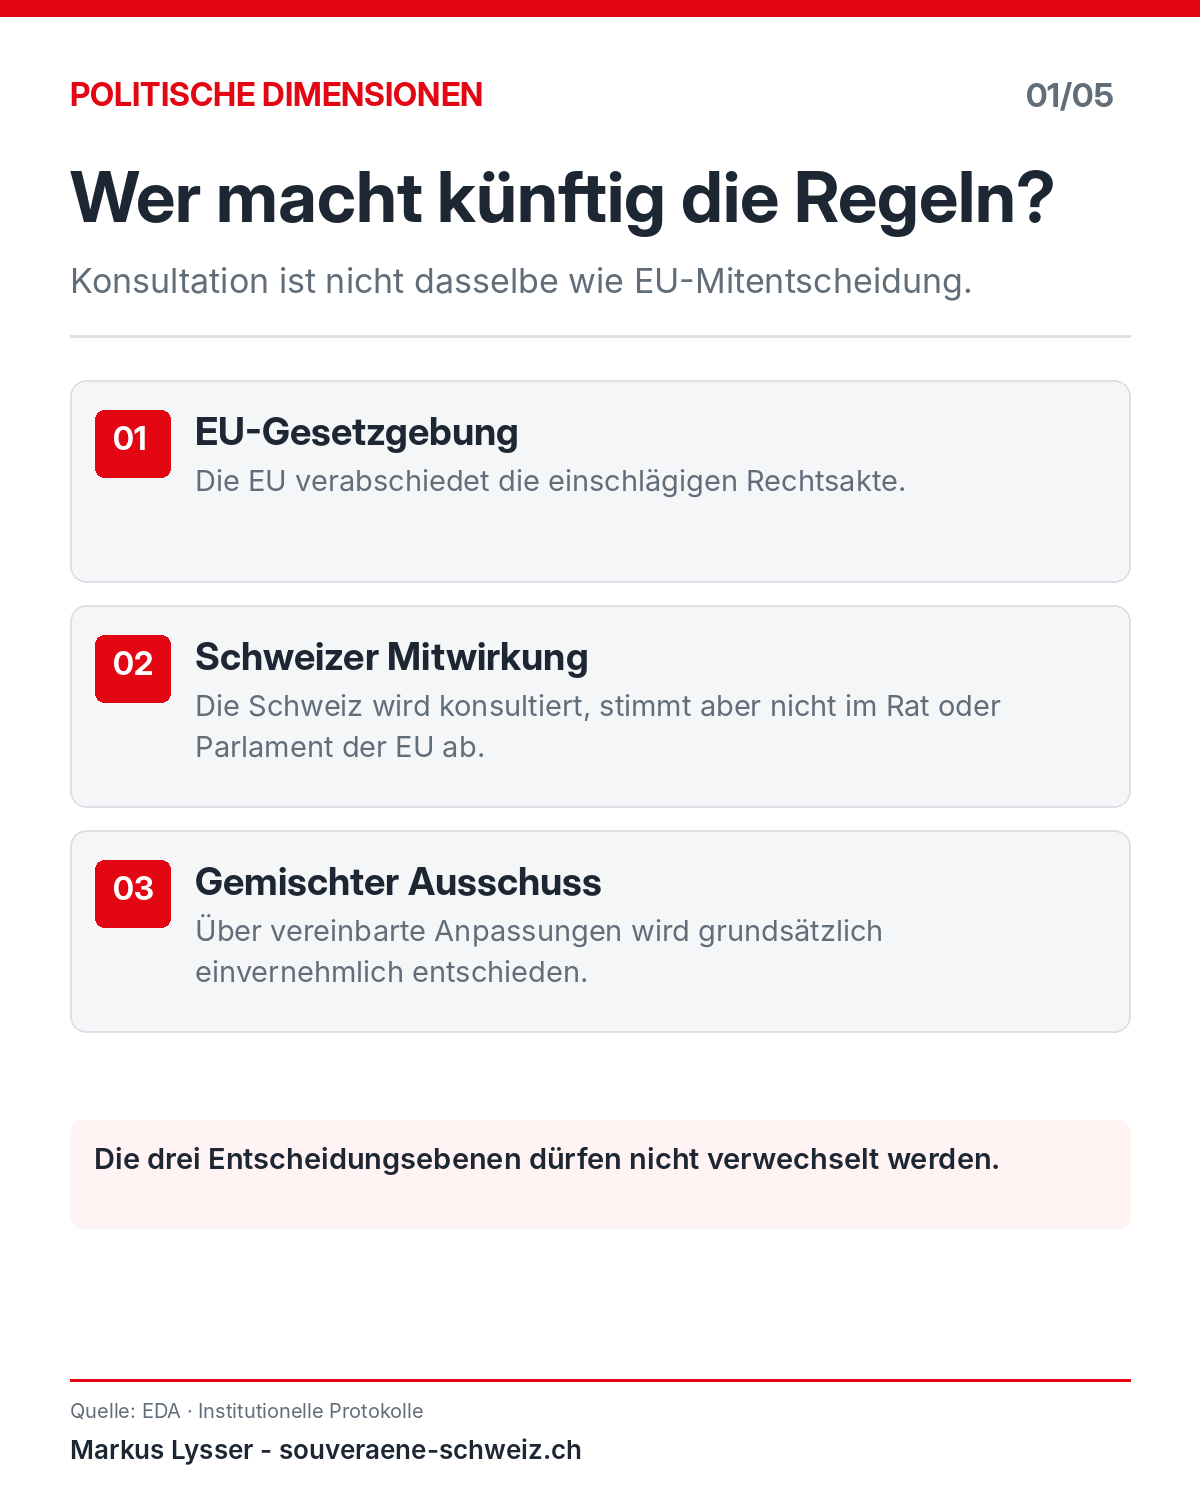 POLITISCHE DIMENSIONEN
01/05
Wer macht künftig die Regeln?
Konsultation ist nicht dasselbe wie EU-Mitentscheidung.
01
EU-Gesetzgebung
Die EU verabschiedet die einschlägigen Rechtsakte.
02
Schweizer Mitwirkung
Die Schweiz wird konsultiert, stimmt aber nicht im Rat oder
Parlament der EU ab.
03
Gemischter Ausschuss
Über vereinbarte Anpassungen wird grundsätzlich
einvernehmlich entschieden.
Die drei Entscheidungsebenen dürfen nicht verwechselt werden.
Quelle: EDA · Institutionelle Protokolle
Markus Lysser - souveraene-schweiz.ch